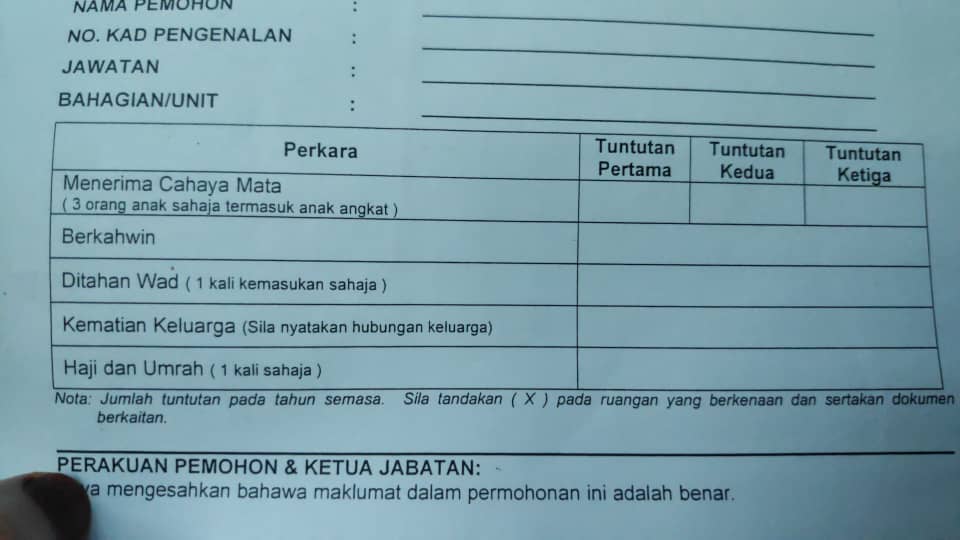 NAMA PEMOHON :
NO. KAD PENGENALAN :
JAWATAN :
BAHAGIAN/UNIT :
Perkara Tuntutan Pertama Tuntutan Kedua Tuntutan Ketiga
Menerima Cahaya Mata
( 3 orang anak sahaja termasuk anak angkat )
Berkahwin
Ditahan Wad ( 1 kali kemasukan sahaja )
Kematian Keluarga (Sila nyatakan hubungan keluarga)
Haji dan Umrah ( 1 kali sahaja )
Nota: Jumlah tuntutan pada tahun semasa. Sila tandakan ( X ) pada ruangan yang berkenaan dan sertakan dokumen
berkaitan.
PERAKUAN PEMOHON & KETUA JABATAN:
mengesahkan bahawa maklumat dalam permohonan ini adalah benar.